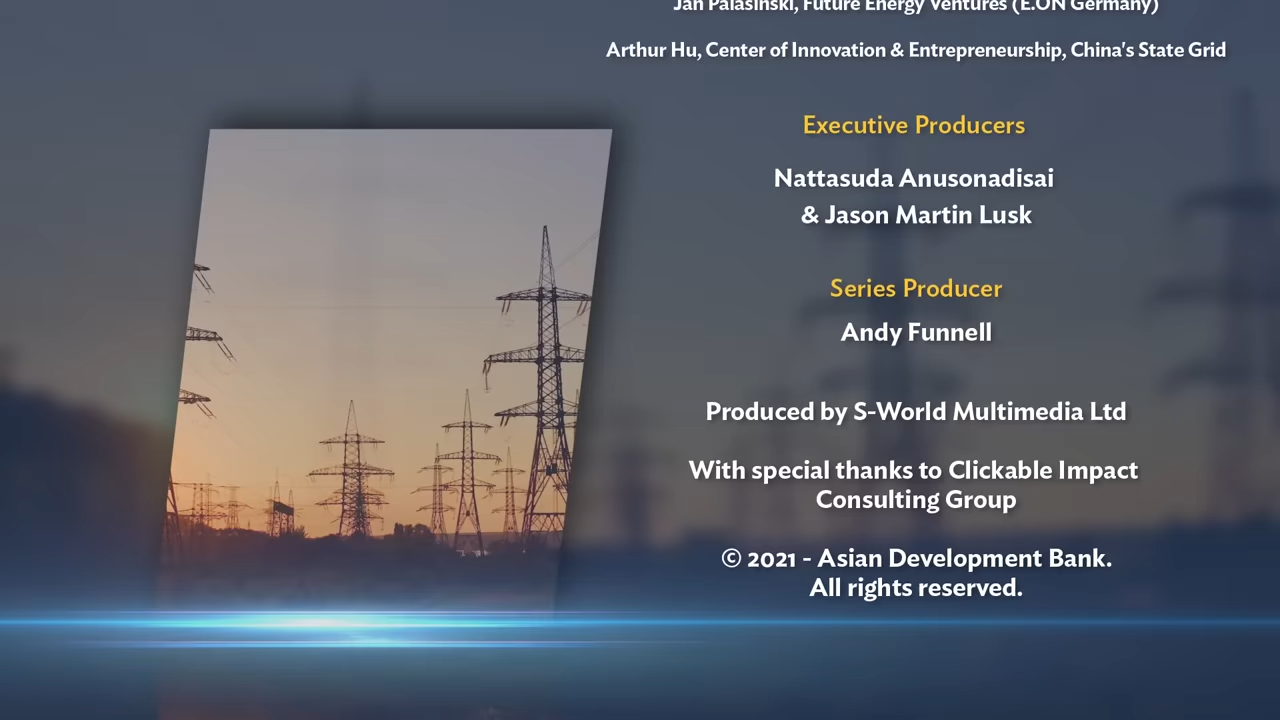 Jan Palasinski, Future Energy Ventures (E.ON Germany)
Arthur Hu, Center of Innovation & Entrepreneurship, China's State Grid
Executive Producers
Nattasuda Anusonadisai
& Jason Martin Lusk
Series Producer
Andy Funnell
Produced by S-World Multimedia Ltd
With special thanks to Clickable Impact
Consulting Group
© 2021 - Asian Development Bank.
All rights reserved.